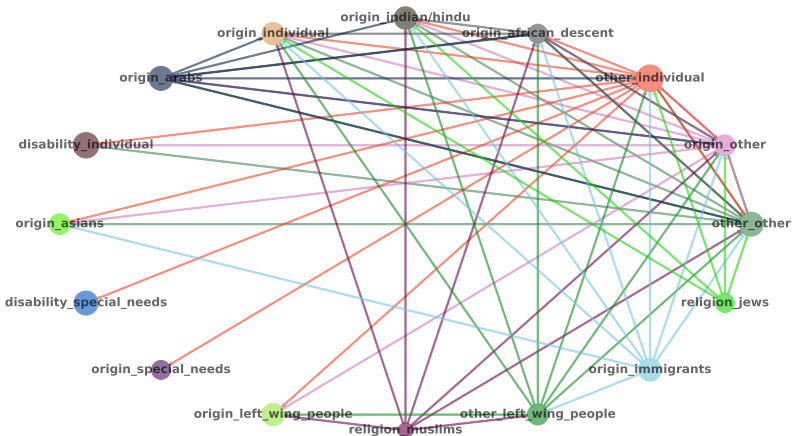 origin_indian/hindu
origin_individual
origin_african_descent
origin_arabs
other_individual
disability_individual
origin_other
origin_asians
other_other
disability_special_needs
religion_jews
origin_special_needs
origin_immigrants
origin_left_wing_people
other_left_wing_people
religion_muslims